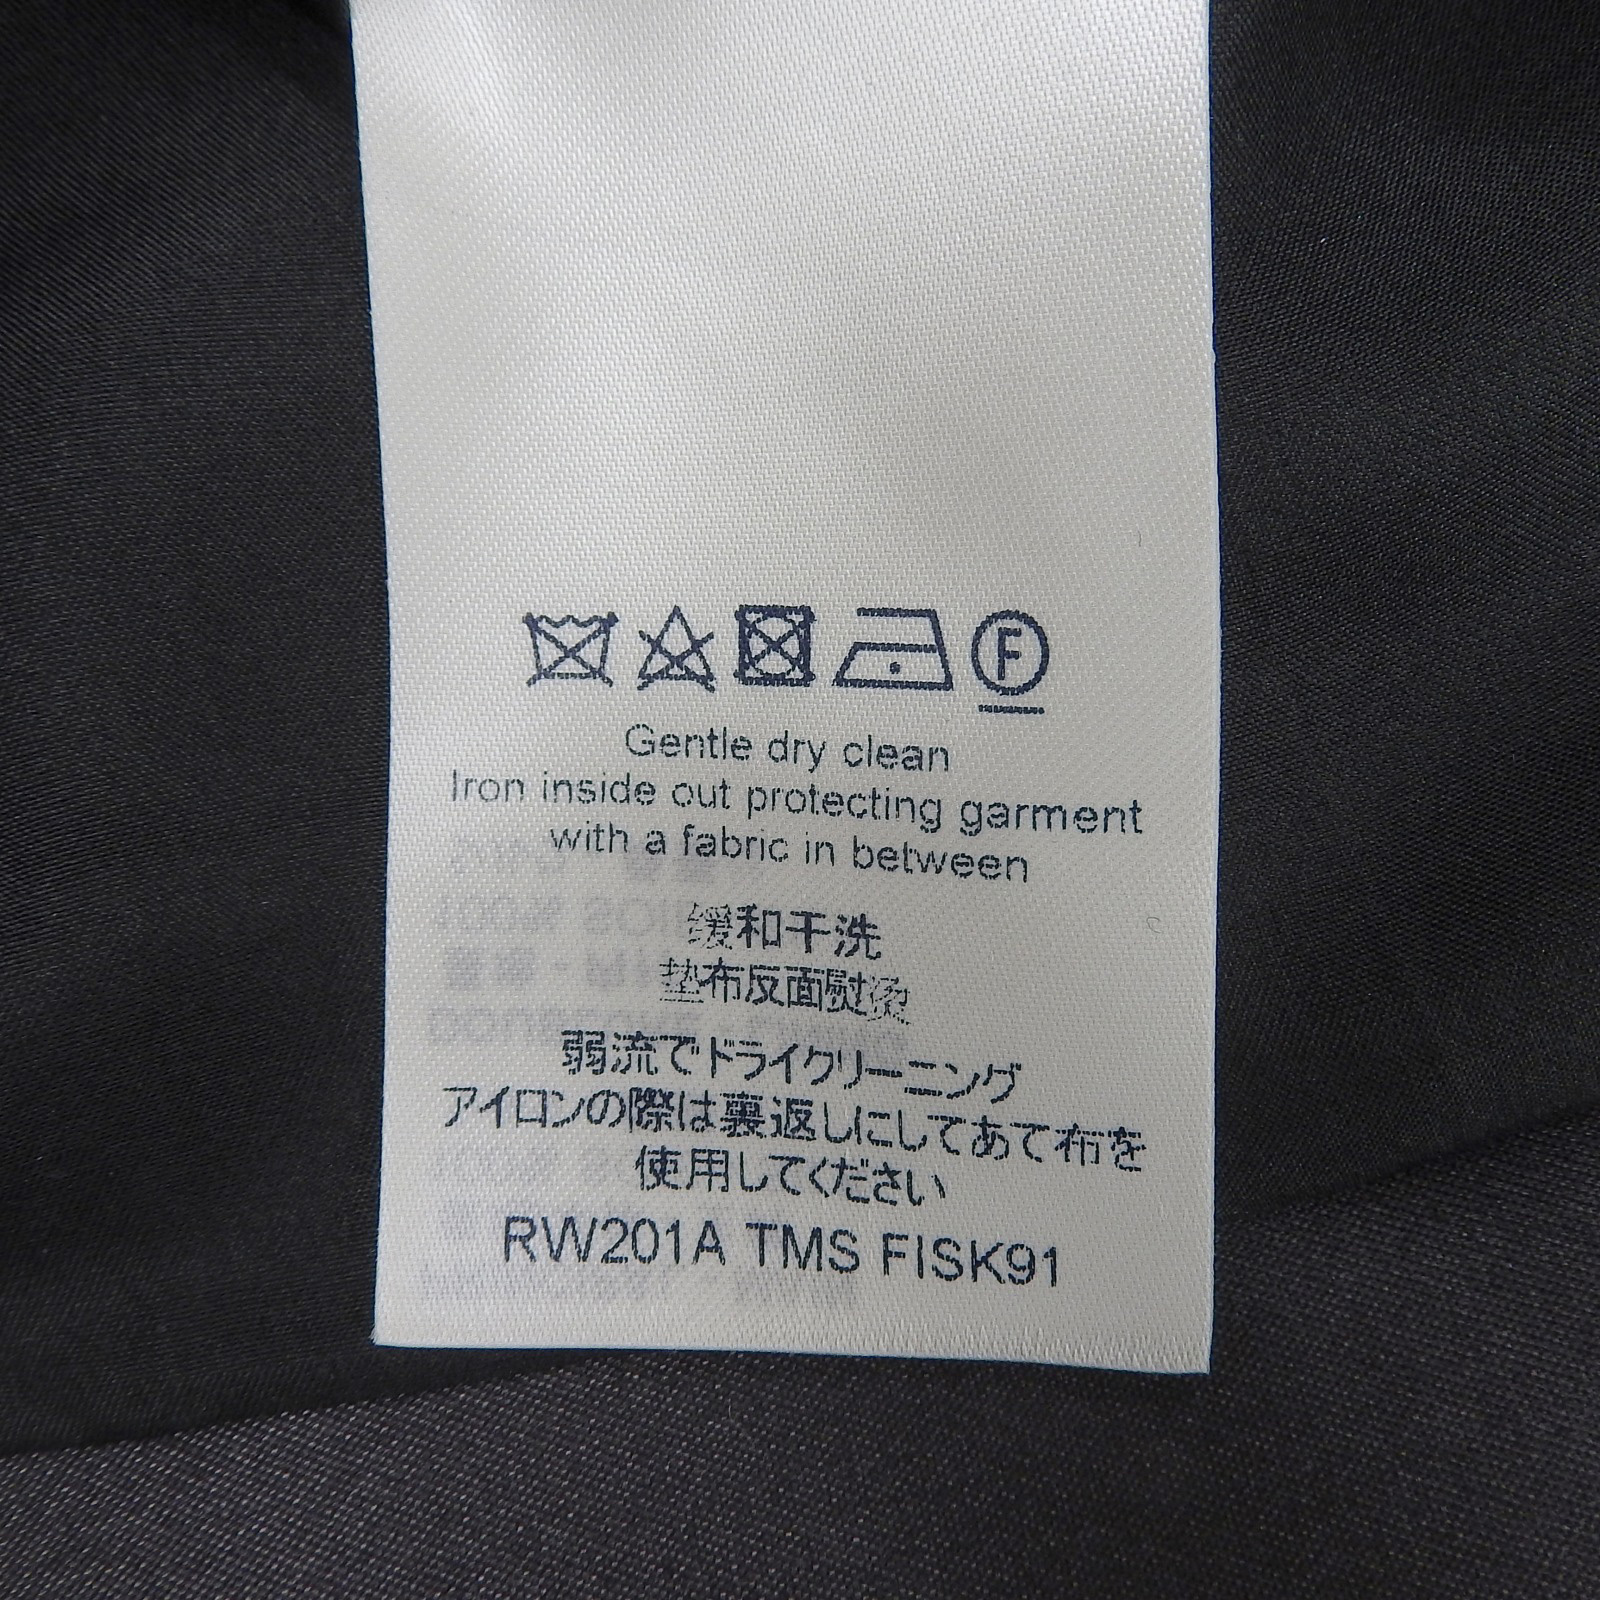 F
Gentle dry clean
Iron inside out protecting garment
with a fabric in between
缓和干洗
垫布反面熨烫
弱流でドライクリーニング
アイロンの際は裏返しにしてあて布を
使用してください
RW201A TMS FISK91